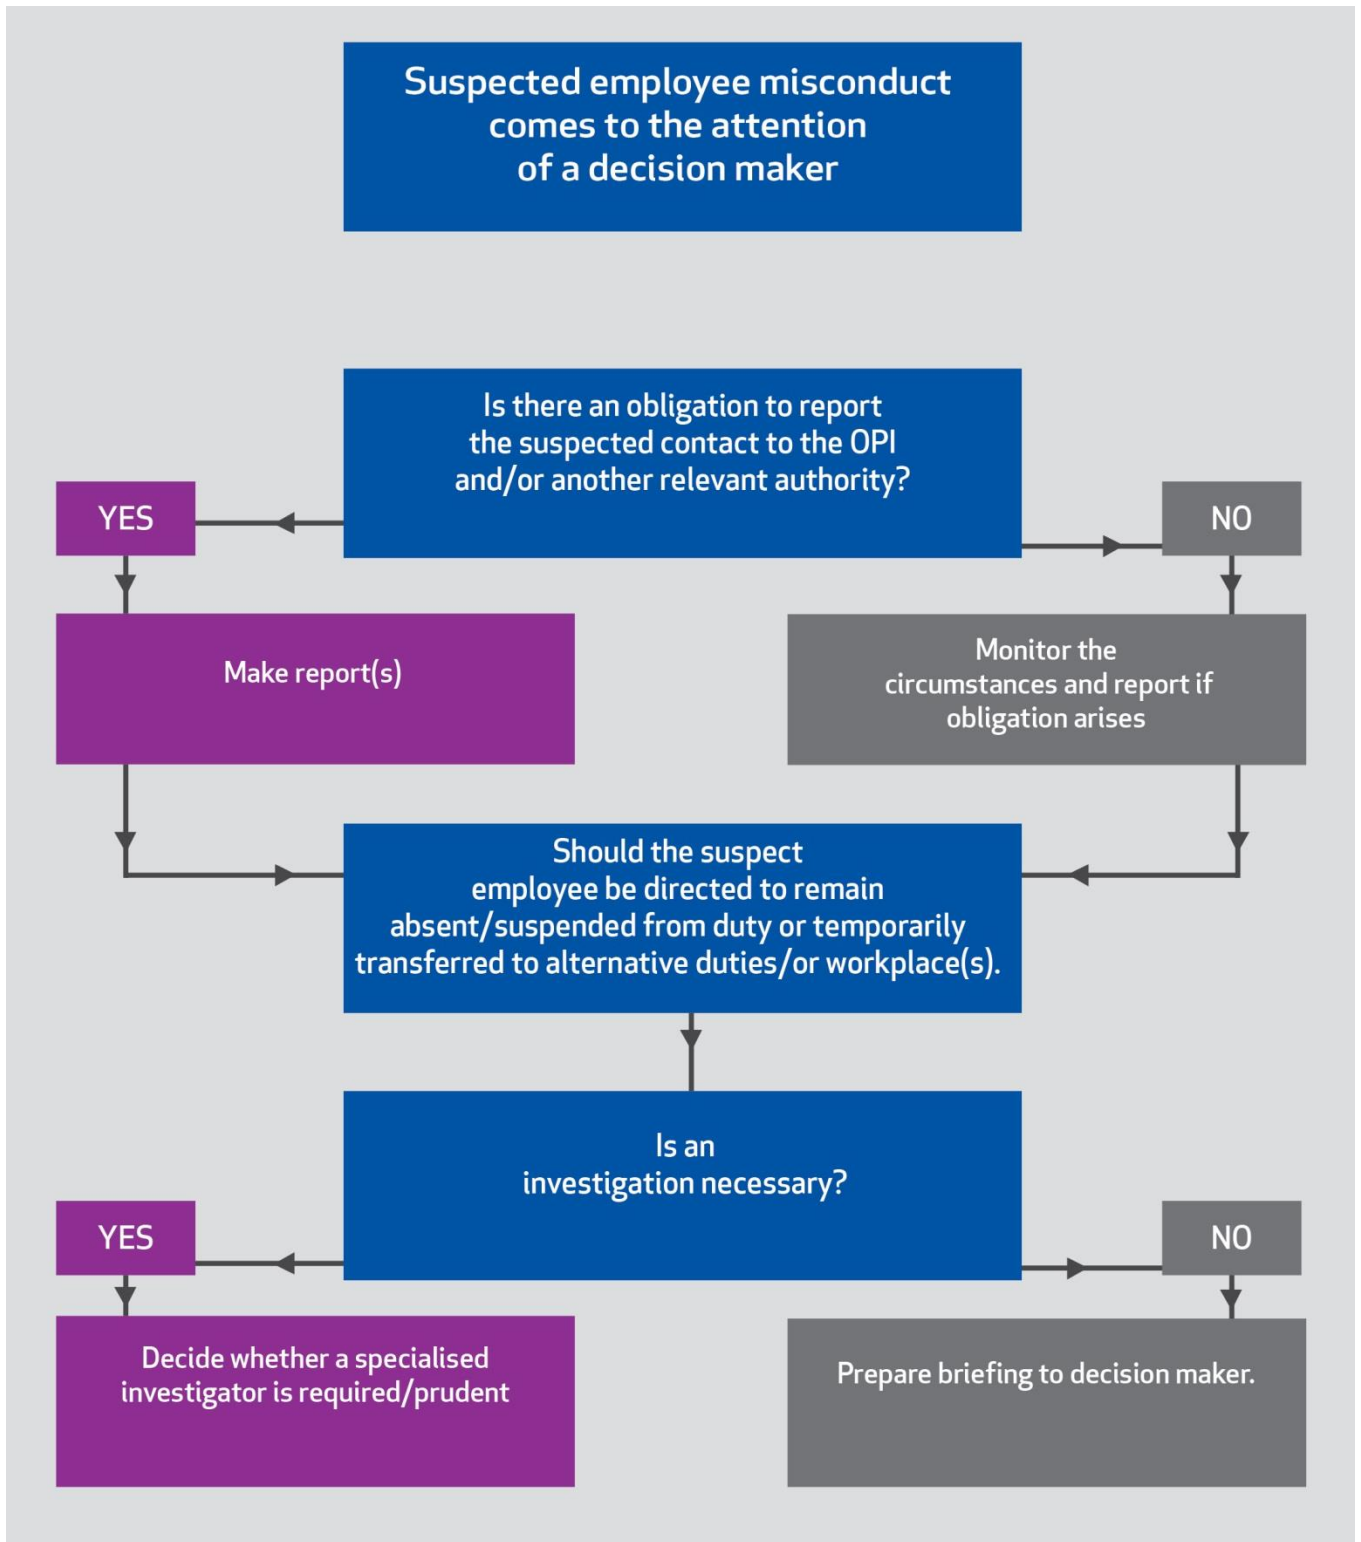 Suspected employee misconduct
comes to the attention
of a decision maker
Is there an obligation to report
the suspected contact to the OPI
and/or another relevant authority?
YES
NO
Make report(s)
Monitor the
circumstances and report if
obligation arises
Should the suspect
employee be directed to remain
absent/suspended from duty or temporarily
transferred to alternative duties/or workplace(s).
Is an
investigation necessary?
YES
NO
Decide whether a specialised
investigator is required/prudent
Prepare briefing to decision maker.